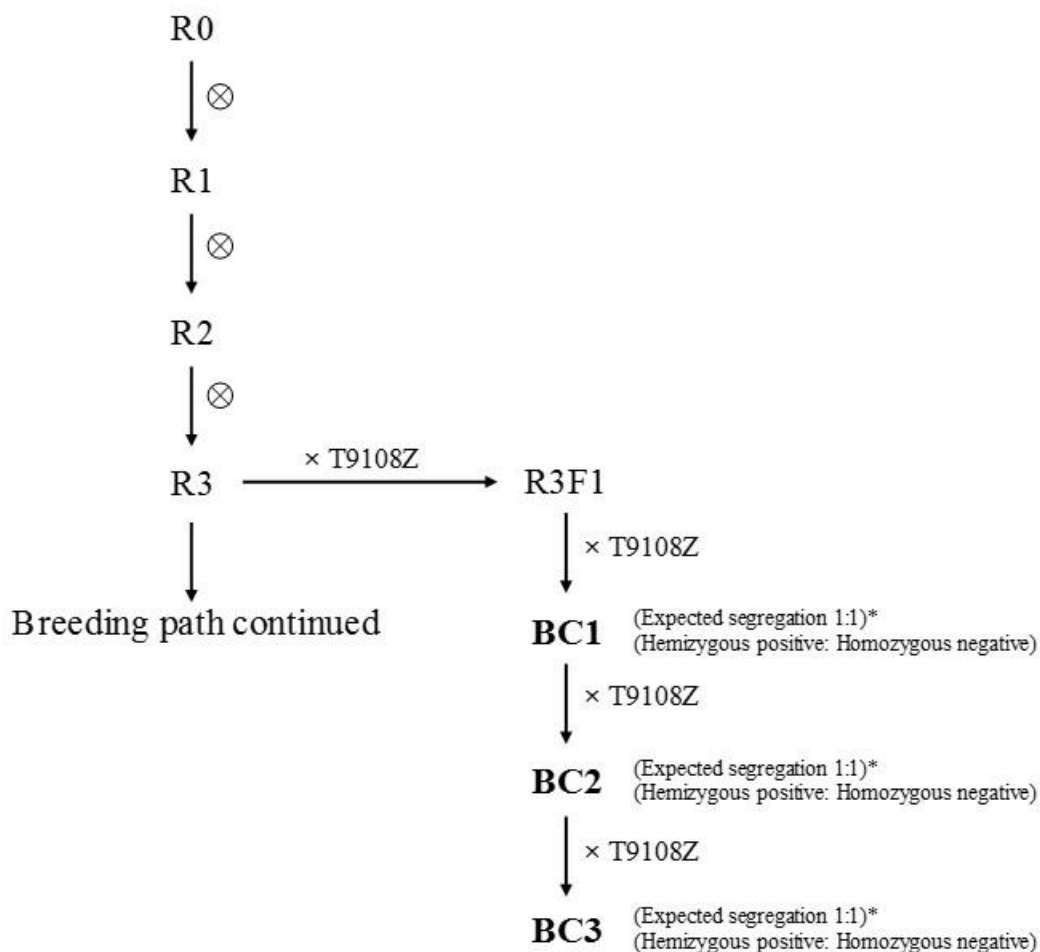 R0
⊗
R1
⊗
R2
⊗
R3
× T9108Z
R3F1
× T9108Z
Breeding path continued
BC1
(Expected segregation 1:1)*
(Hemizygous positive: Homozygous negative)
× T9108Z
BC2
(Expected segregation 1:1)*
(Hemizygous positive: Homozygous negative)
× T9108Z
BC3
(Expected segregation 1:1)*
(Hemizygous positive: Homozygous negative)